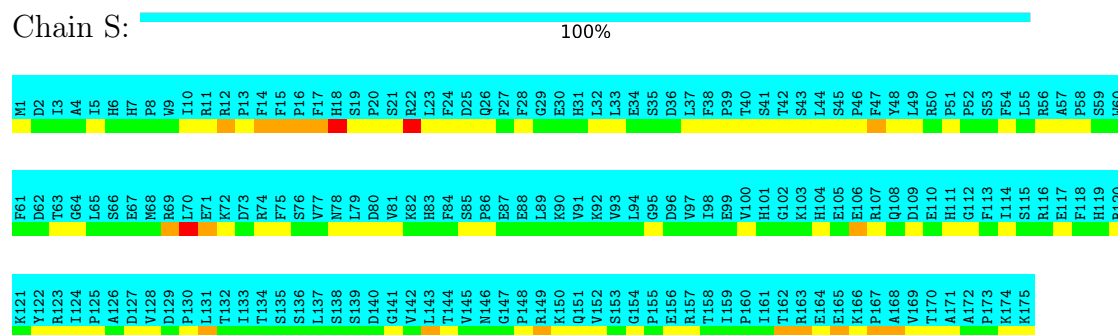 Chain S:
100%
M1 D2 I3 A4 I5 H6 H7 P8 W9 I10 R11 R12 P13 F14 F15 P16 F17 H18 S19 P20 S21 R22 L23 F24 D25 Q26 F27 F28 G29 E30 H31 L32 L33 E34 S35 D36 L37 F38 P39 T40 S41 T42 S43 L44 S45 P46 F47 Y48 L49 R50 P51 P52 S53 F54 L55 R56 A57 P58 S59 W60
F61 D62 T63 G64 L65 S66 E67 M68 R69 L70 E71 K72 D73 R74 F75 S76 V77 N78 L79 D80 V81 K82 H83 F84 S85 P86 E87 E88 L89 K90 V91 K92 V93 L94 G95 D96 V97 I98 E99 V100 H101 G102 K103 H104 E105 E106 R107 Q108 D109 E110 H111 G112 F113 I114 S115 R116 E117 F118 H119 R120
K121 Y122 R123 I124 P125 A126 D127 V128 D129 P130 L131 T132 I133 T134 S135 S136 L137 S138 S139 D140 G141 V142 L143 T144 V145 N146 G147 P148 R149 K150 Q151 V152 S153 G154 P155 E156 R157 T158 I159 P160 I161 T162 R163 E164 E165 K166 P167 A168 V169 T170 A171 A172 P173 K174 K175